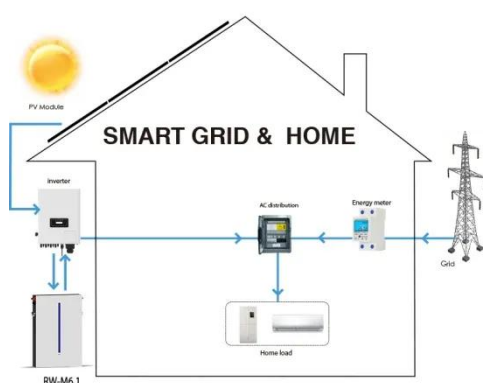 PV Module
SMART GRID & HOME
Inverter
AC distribution
Energy meter
Grid
Home load
RW-M6.1